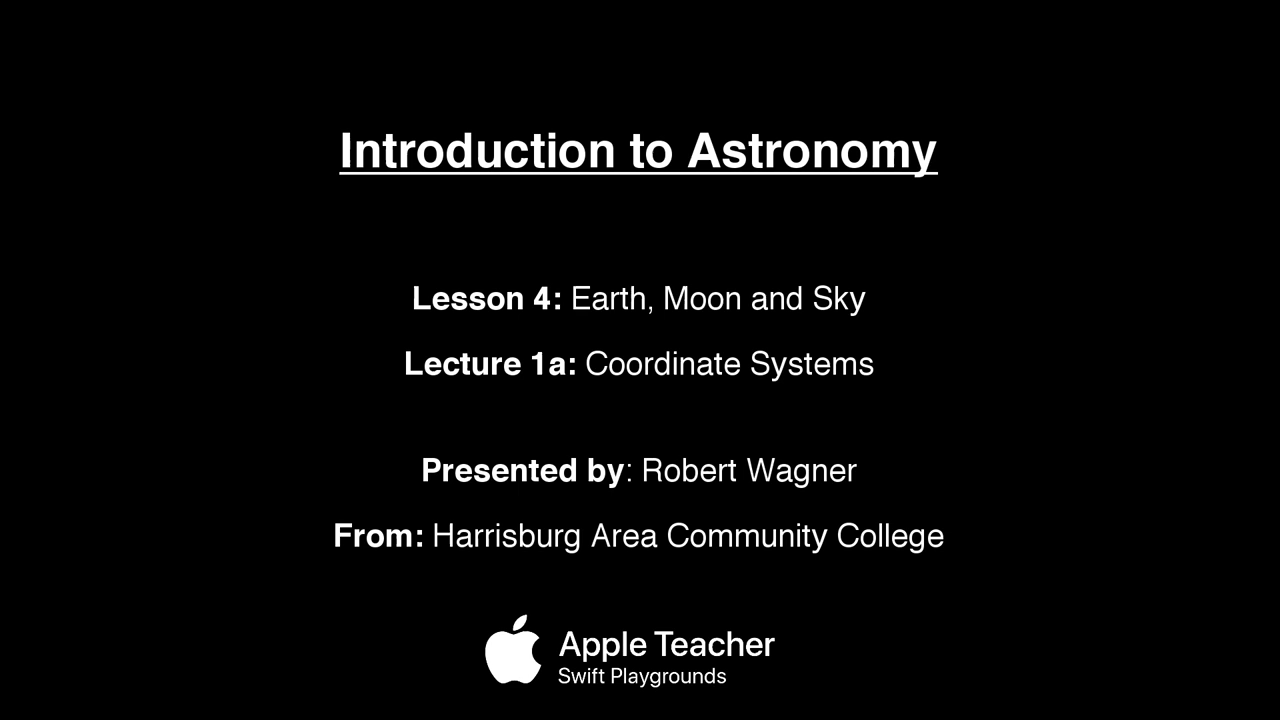 Introduction to Astronomy
Lesson 4: Earth, Moon and Sky
Lecture 1a: Coordinate Systems
Presented by: Robert Wagner
From: Harrisburg Area Community College
Apple Teacher
Swift Playgrounds